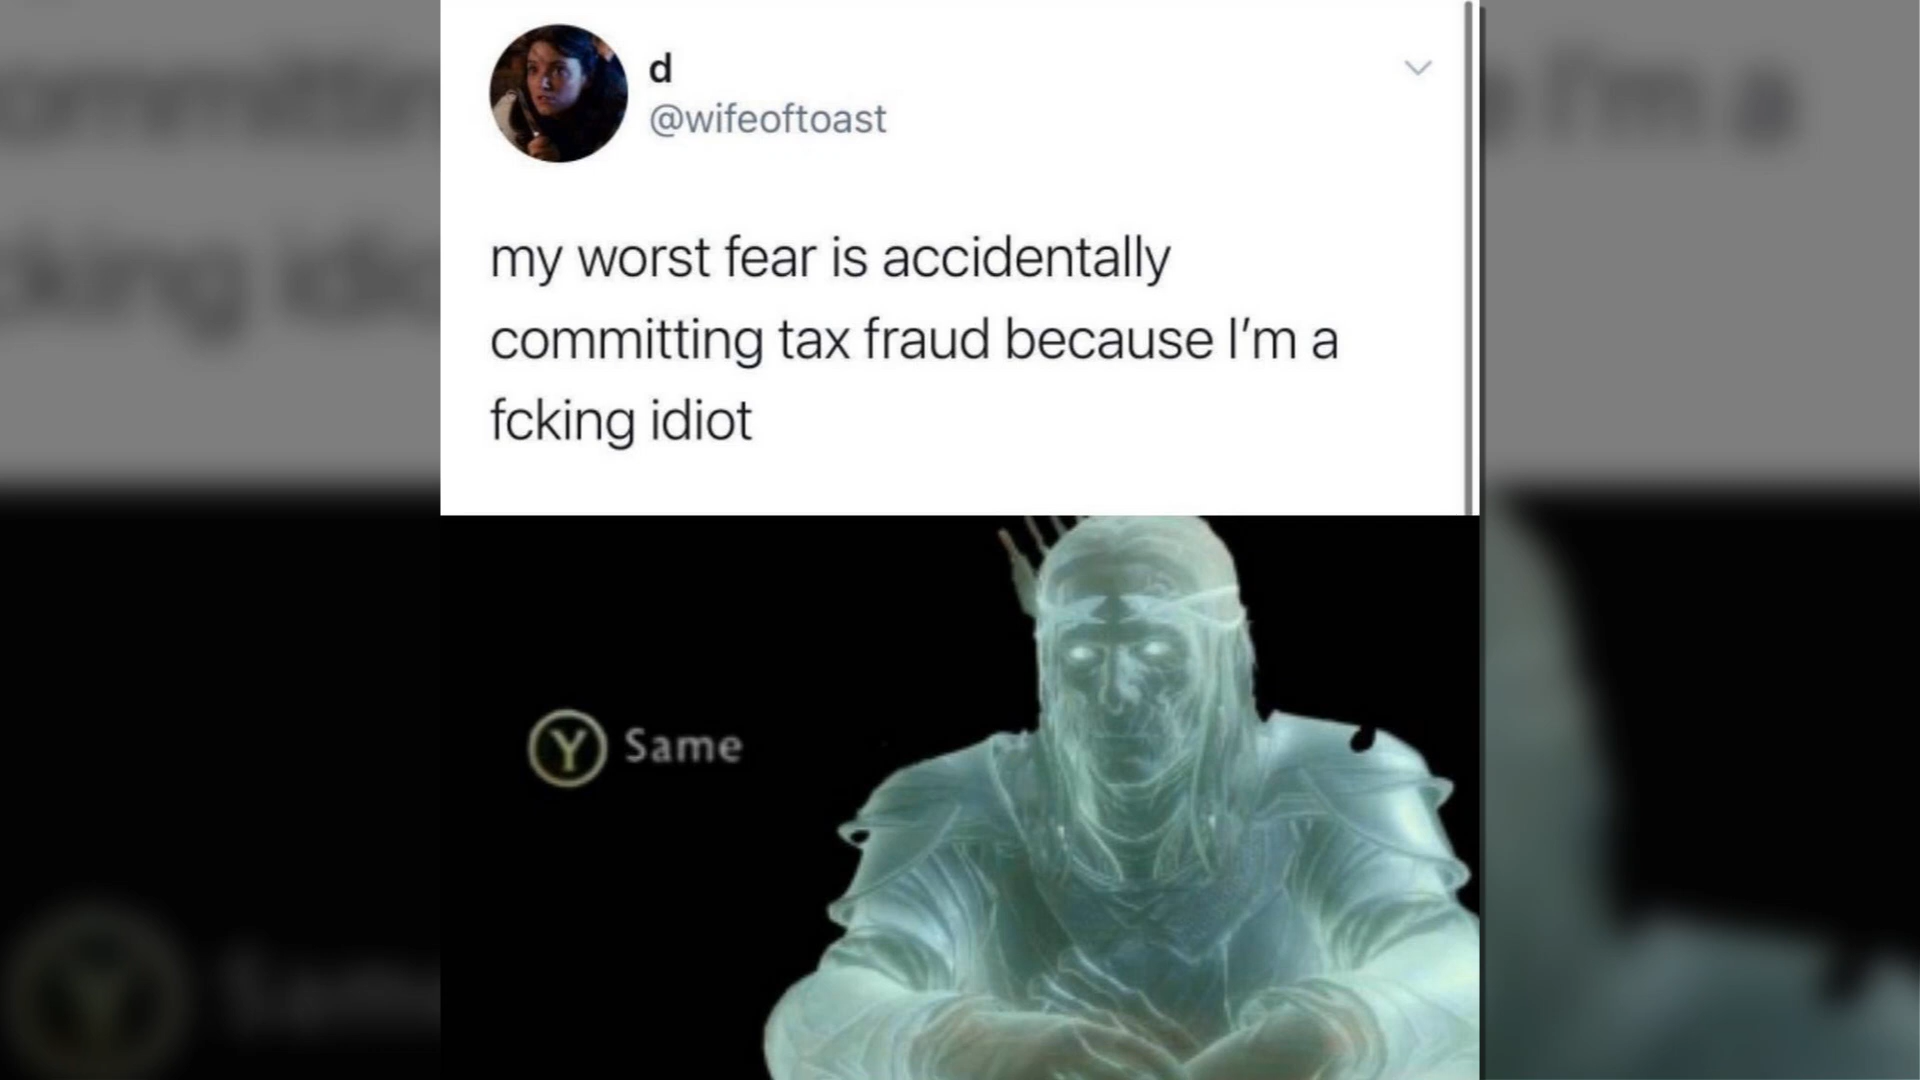 d
@wifeoftoast
my worst fear is accidentally
committing tax fraud because I'm a
fcking idiot
Y Same